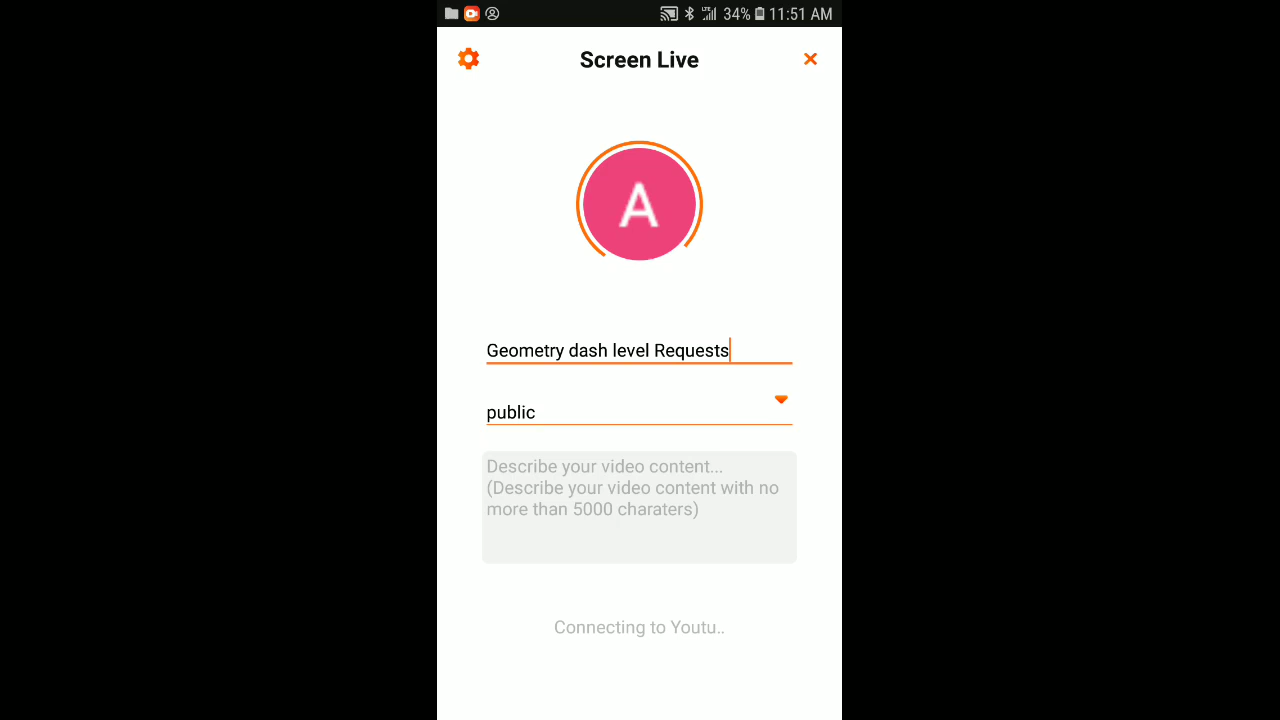 34% 11:51 AM
Screen Live
A
Geometry dash level Requests
public
Describe your video content...
(Describe your video content with no
more than 5000 charaters)
Connecting to Youtu..